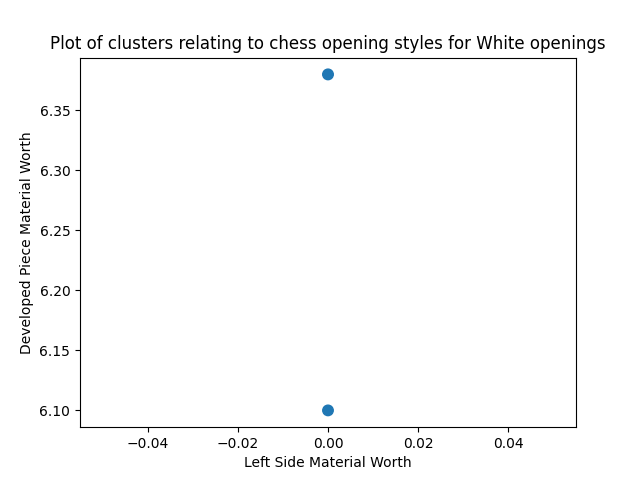 Plot of clusters relating to chess opening styles for White openings
6.35
6.30
6.25
6.20
6.15
6.10
Developed Piece Material Worth
−0.04 −0.02 0.00 0.02 0.04
Left Side Material Worth